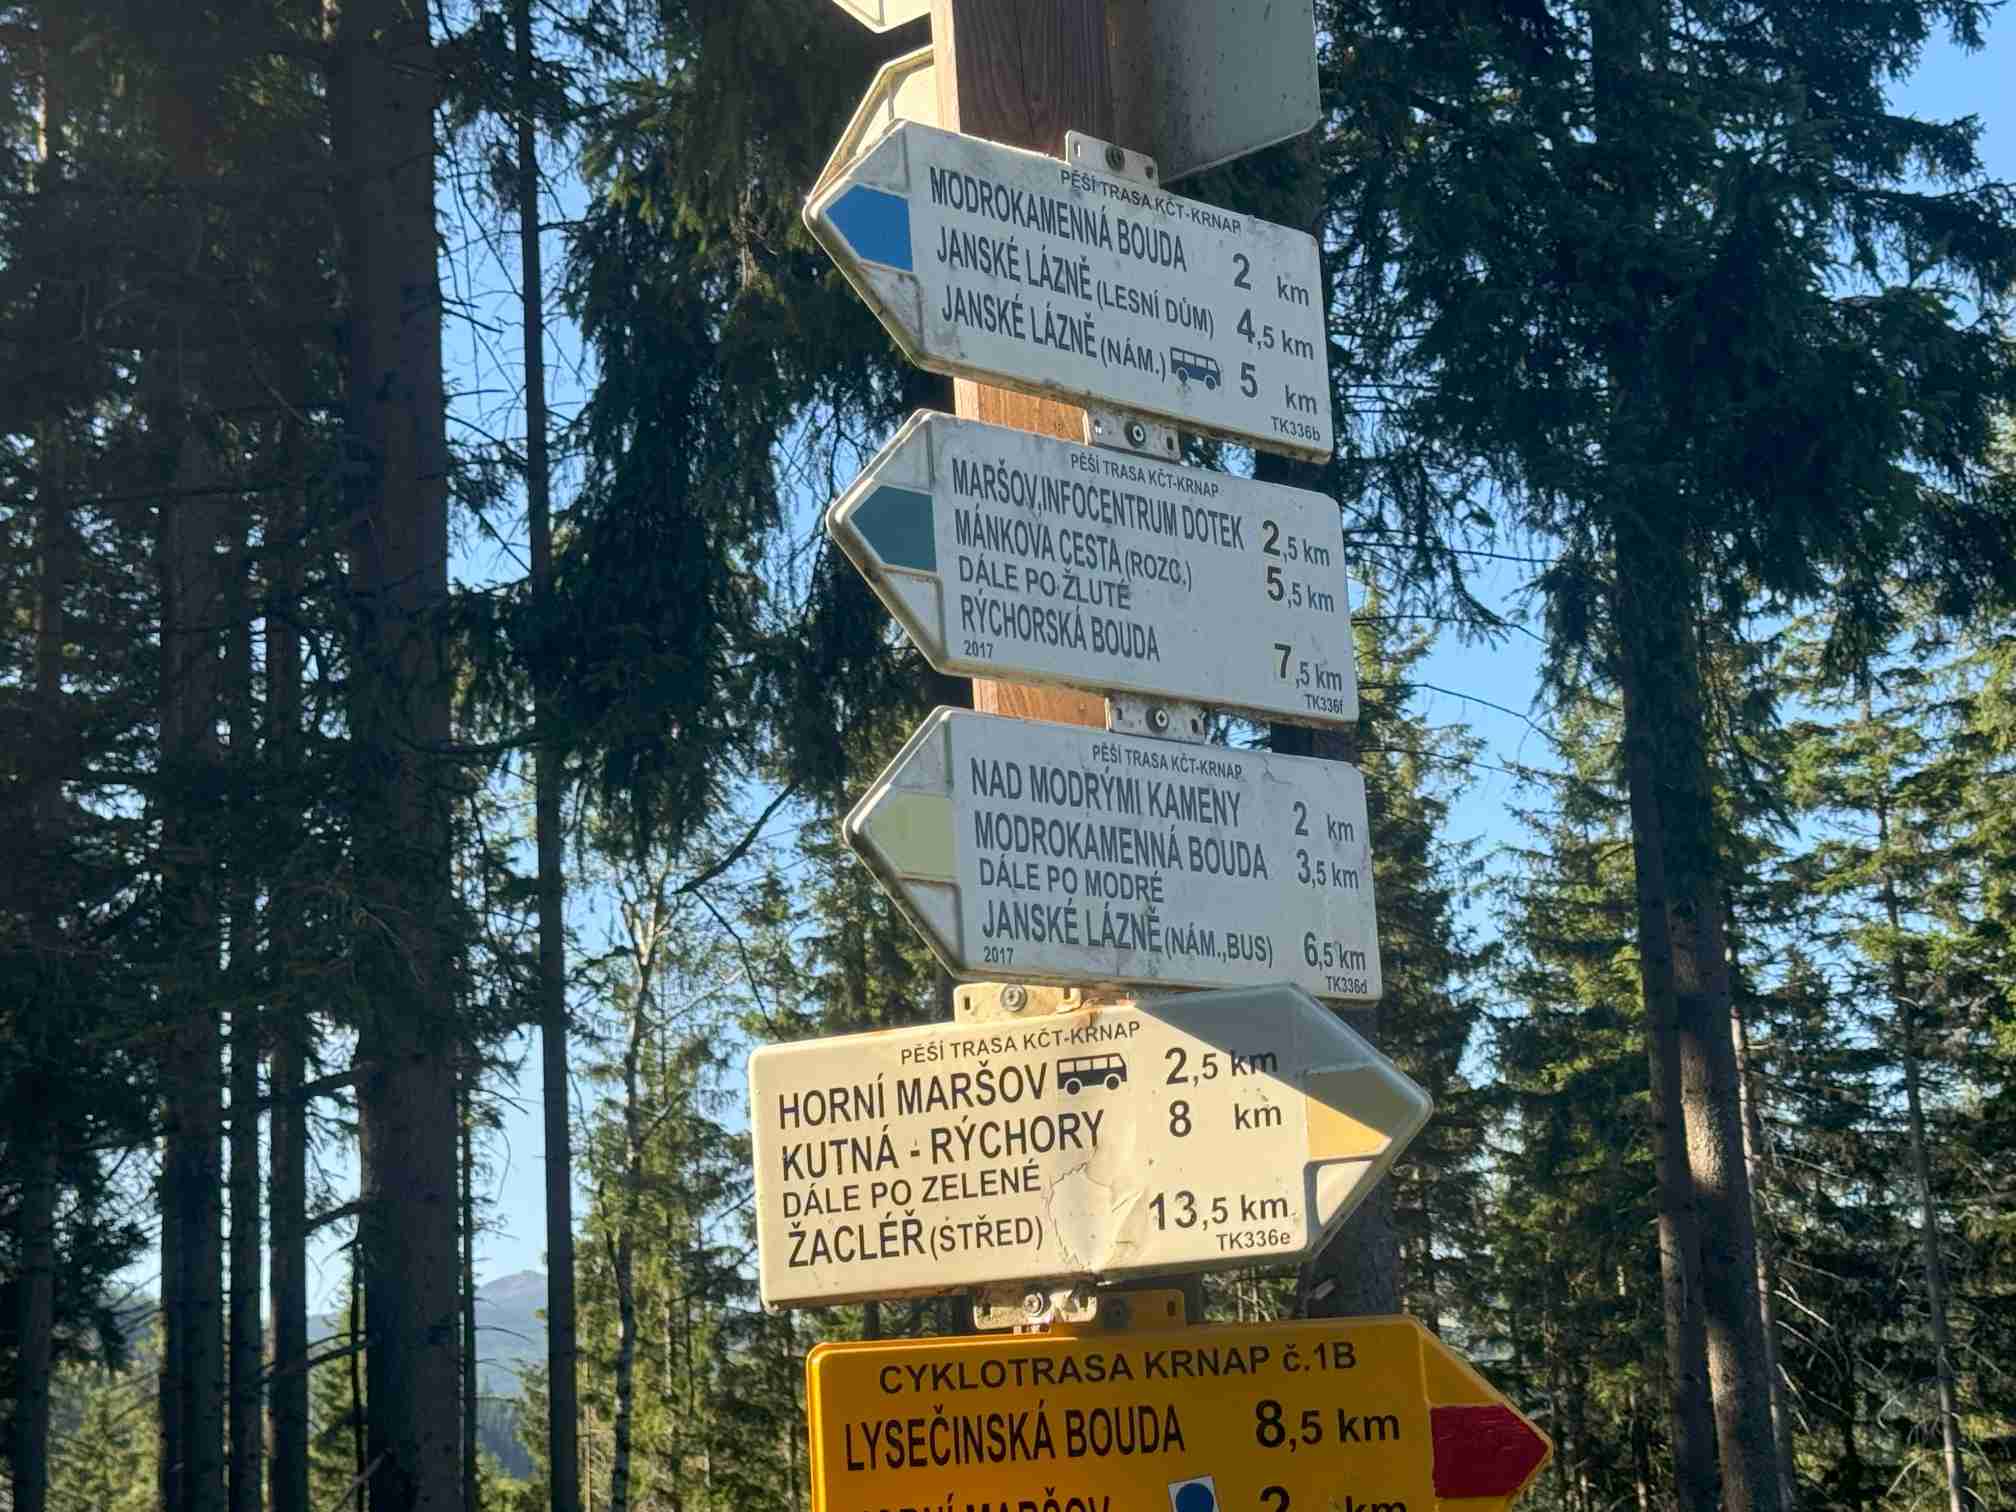 PĚŠÍ TRASA KČT-KRNAP
MODROKAMENNÁ BOUDA 2 km
JANSKÉ LÁZNĚ (LESNÍ DŮM) 4,5 km
JANSKÉ LÁZNĚ (NÁM.) 5 km
TK336b
PĚŠÍ TRASA KČT-KRNAP
MARŠOV,INFOCENTRUM DOTEK 2,5 km
MÁNKOVA CESTA (ROZC.) 5,5 km
DÁLE PO ŽLUTÉ
RÝCHORSKÁ BOUDA 7,5 km
2017 TK336f
PĚŠÍ TRASA KČT-KRNAP
NAD MODRÝMI KAMENY 2 km
MODROKAMENNÁ BOUDA 3,5 km
DÁLE PO MODRÉ
JANSKÉ LÁZNĚ (NÁM.,BUS) 6,5 km
2017 TK336d
PĚŠÍ TRASA KČT-KRNAP
HORNÍ MARŠOV 2,5 km
KUTNÁ - RÝCHORY 8 km
DÁLE PO ZELENÉ
ŽACLÉŘ (STŘED) 13,5 km
TK336e
CYKLOTRASA KRNAP č.1B
LYSEČINSKÁ BOUDA 8,5 km
HORNÍ MARŠOV 2 km